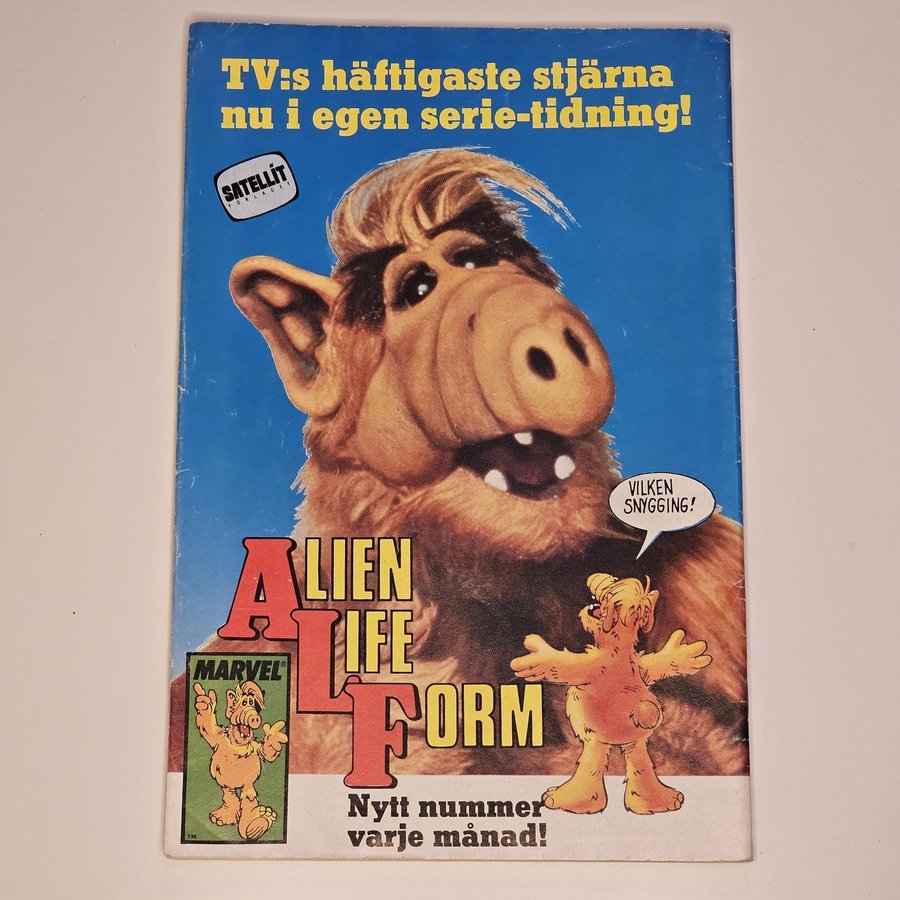 TV:s häftigaste stjärna
nu i egen serie-tidning!
SATELLIT
FÖRLAGET
VILKEN
SNYGGING!
ALIEN
LIFE
FORM
MARVEL®
TM
Nytt nummer
varje månad!